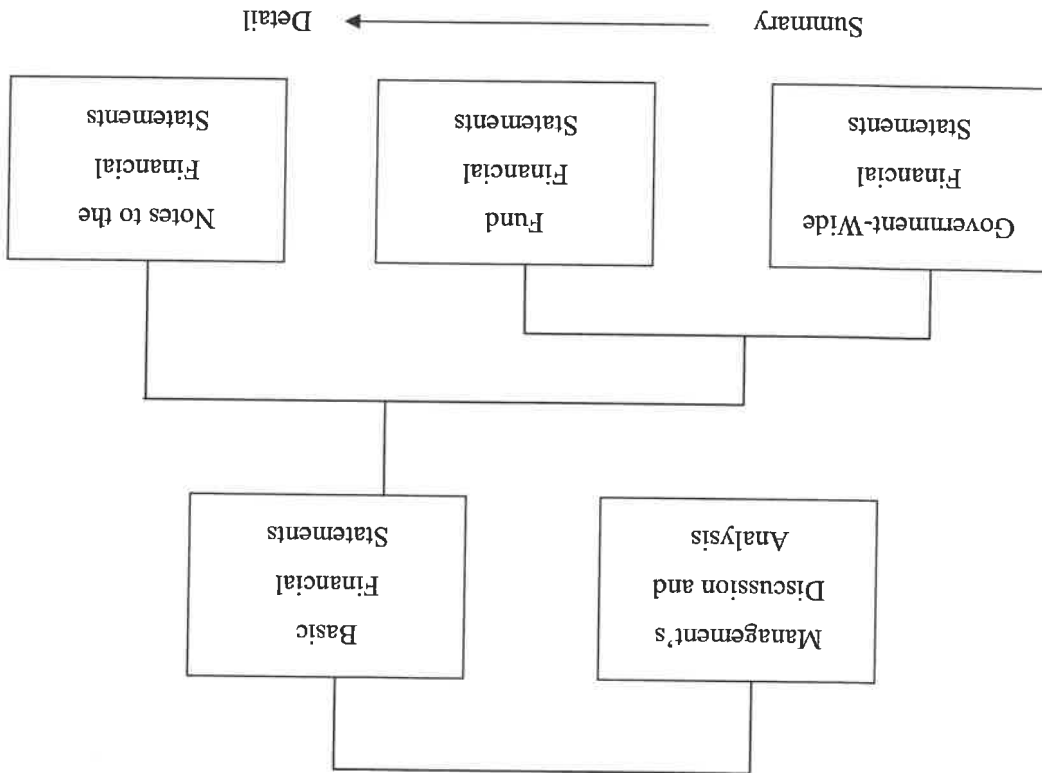 Management's
Discussion and
Analysis
Basic
Financial
Statements
Government-Wide
Financial
Statements
Fund
Financial
Statements
Notes to the
Financial
Statements
Summary
Detail